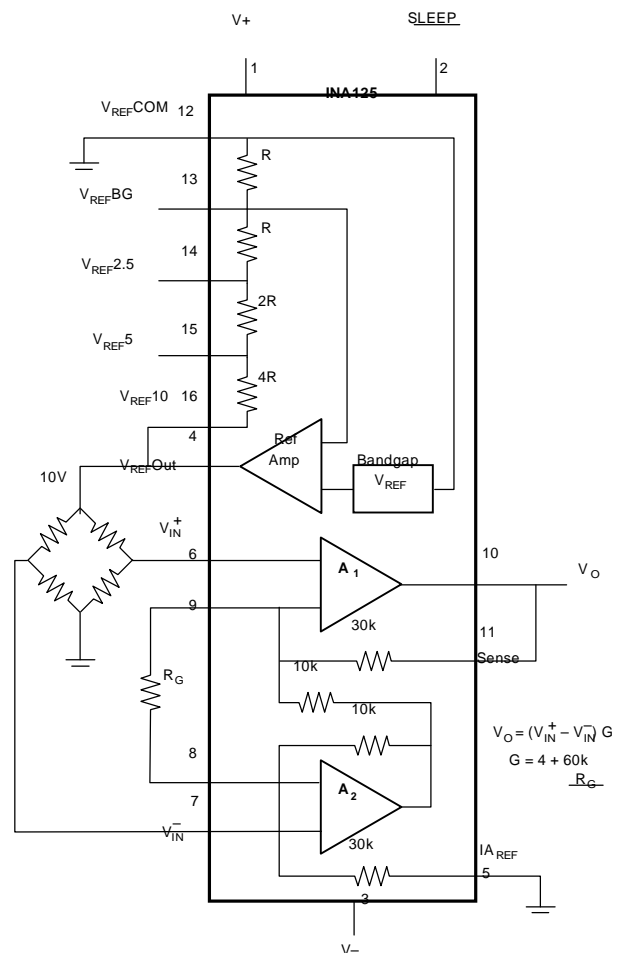 V+ SLEEP
1 2
INA125
VREFCOM 12
R
13
VREFBG
R
14
VREF2.5
2R
15
VREF5
4R
VREF10 16
4
Ref
Amp
VREFOut
Bandgap
VREF
10V
VIN+
6
A1
10
VO
9
30k
11
Sense
10k
RG
10k
VO = (VIN+ – VIN–) G
G = 4 + 60k
RG
8
A2
7
VIN–
30k
IAREF
5
3
V–